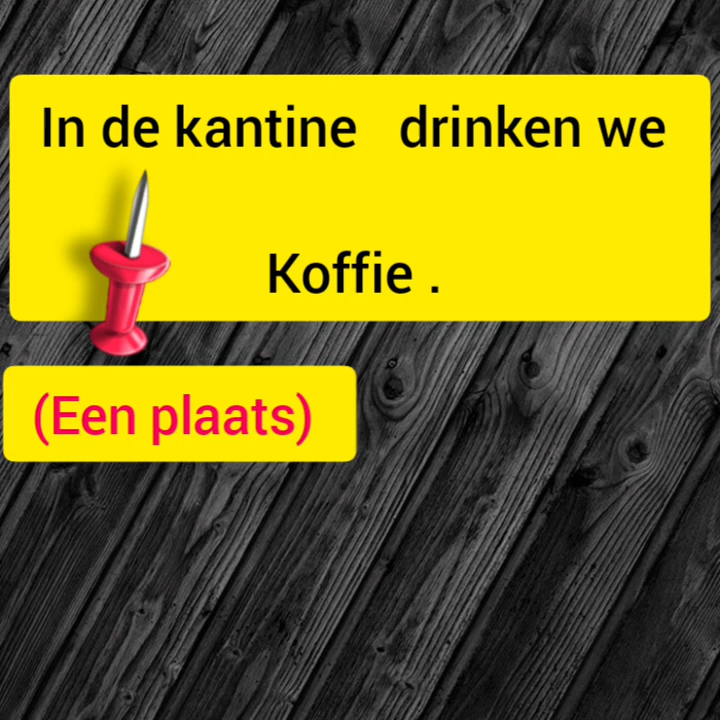 In de kantine drinken we
Koffie .
(Een plaats)